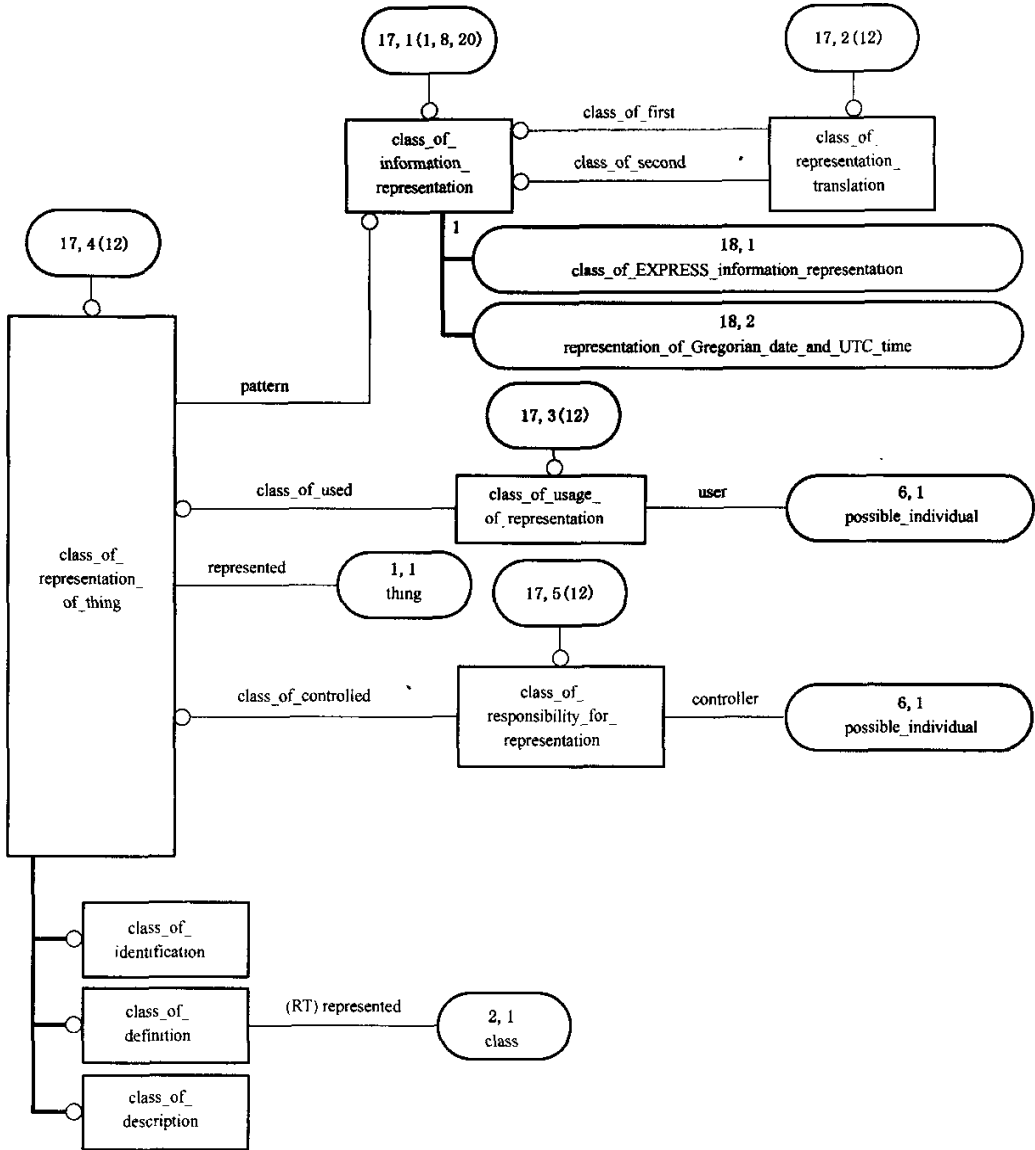 17, 1(1, 8, 20)
17, 2(12)
class_of_
information_
representation
class_of_first
class_of_second
class_of_
representation_
translation
17, 4(12)
1
18, 1
class_of_EXPRESS_information_representation
18, 2
representation_of_Gregorian_date_and_UTC_time
pattern
17, 3(12)
class_of_used
class_of_usage_
of_representation
user
6, 1
possible_individual
class_of_
representation_
of_thing
represented
1, 1
thing
17, 5(12)
class_of_controlled
class_of_
responsibility_for_
representation
controller
6, 1
possible_individual
class_of_
identification
class_of_
definition
(RT) represented
2, 1
class
class_of_
description